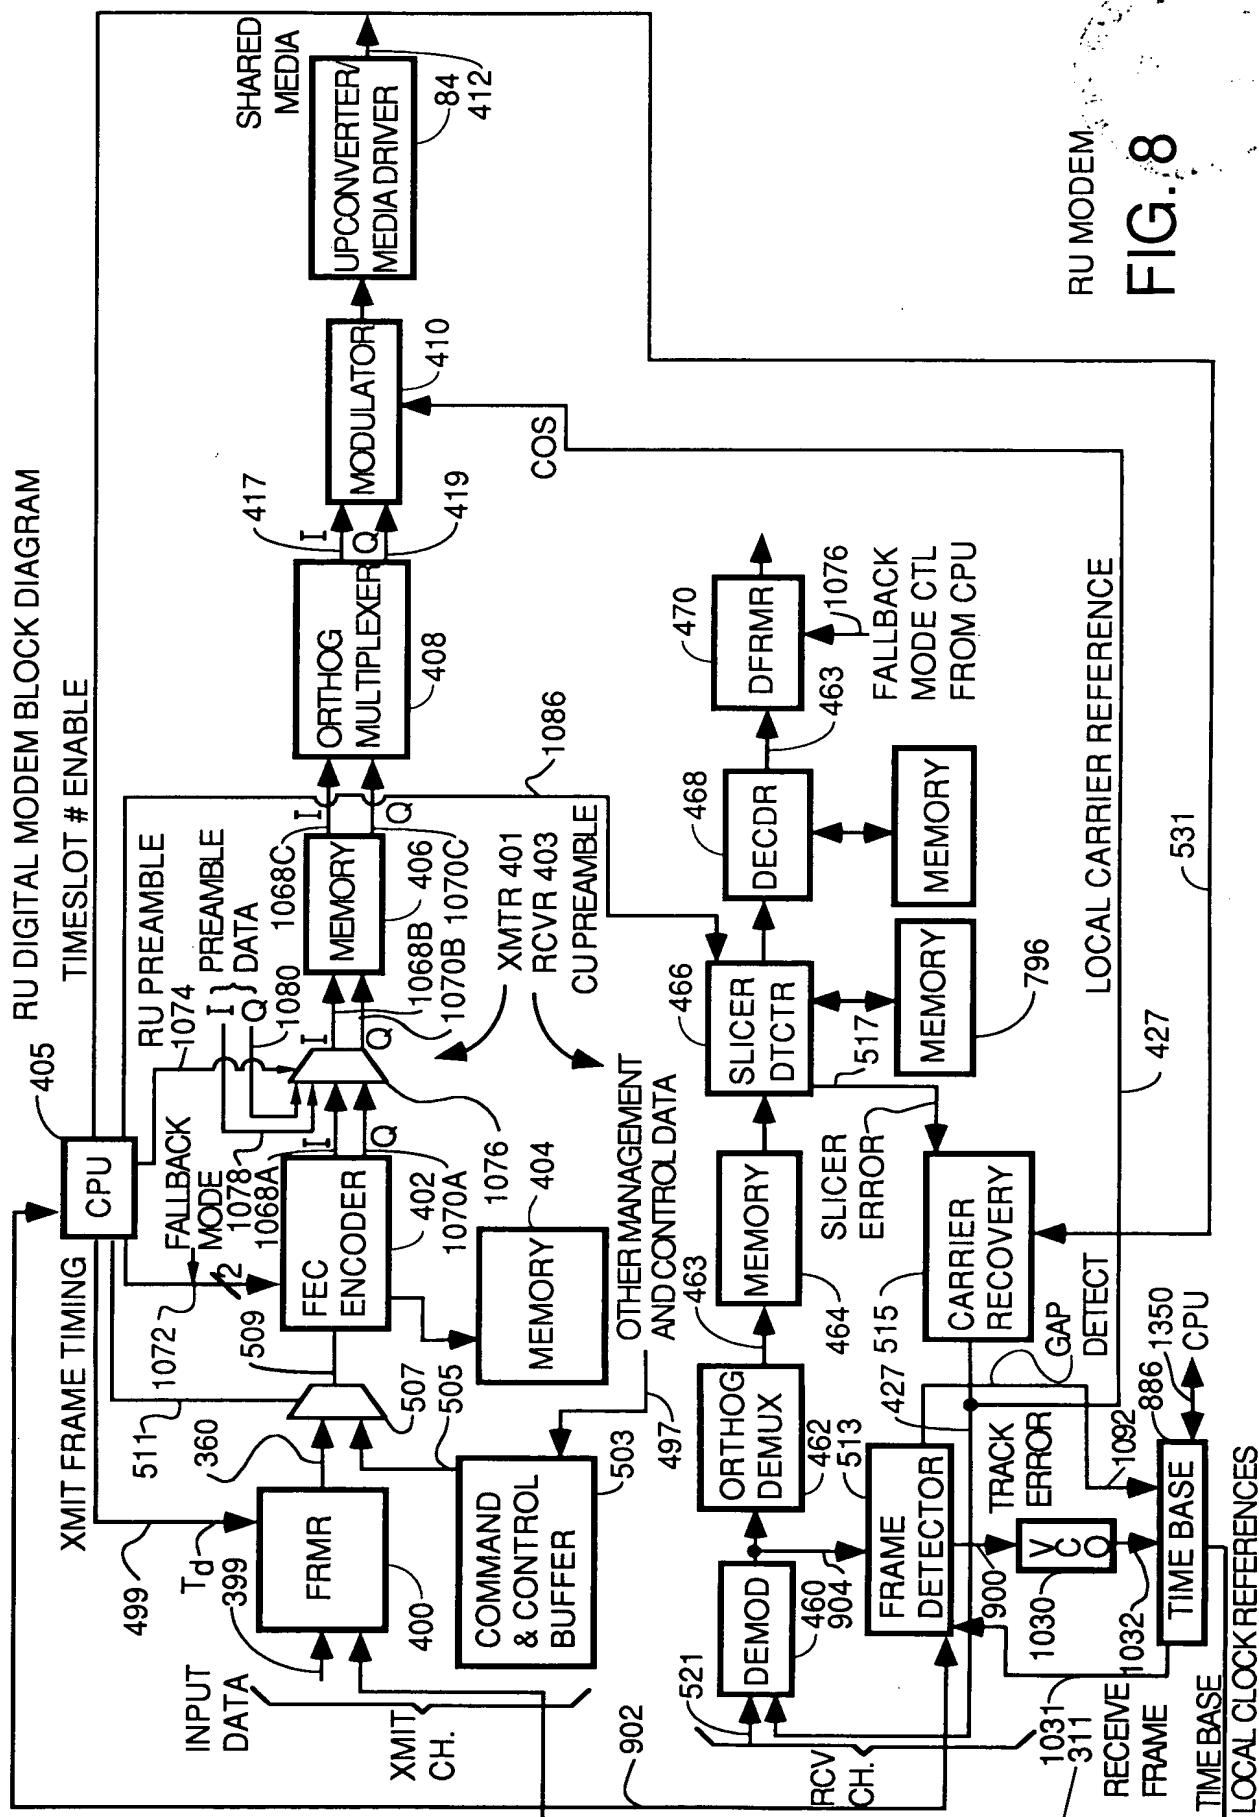 RU DIGITAL MODEM BLOCK DIAGRAM
TIMESLOT # ENABLE
405
CPU
XMIT FRAME TIMING
RU PREAMBLE
1074
I } PREAMBLE
Q DATA
1080
FALLBACK
MODE
1078
1068A
1072
2
511
509
360
499
Td
399
INPUT
DATA
XMIT
CH.
FRMR
400
507
505
FEC
ENCODER
402
1070A
I
Q
1076
MEMORY
404
I
Q
1068B
1070B
MEMORY
406
1068C
1070C
I
Q
ORTHOG
MULTIPLEXER
408
I
Q
417
419
MODULATOR
410
COS
UPCONVERTER/
MEDIA DRIVER
84
412
SHARED
MEDIA
1086
XMTR 401
RCVR 403
CU PREAMBLE
COMMAND
& CONTROL
BUFFER
503
497
OTHER MANAGEMENT
AND CONTROL DATA
902
521
RCV
CH.
DEMOD
460
904
ORTHOG
DEMUX
462
463
MEMORY
464
SLICER
DTCTR
466
517
SLICER
ERROR
MEMORY
796
DECDR
468
MEMORY
463
DFRMR
470
1076
FALLBACK
MODE CTL
FROM CPU
FRAME
DETECTOR
513
427
515
CARRIER
RECOVERY
GAP
DETECT
TRACK
ERROR
1092
900
VCO
1030
1032
TIME BASE
886
1350
CPU
1031
311
RECEIVE
FRAME
TIME BASE
LOCAL CLOCK REFERENCES
LOCAL CARRIER REFERENCE
427
531
RU MODEM
FIG. 8